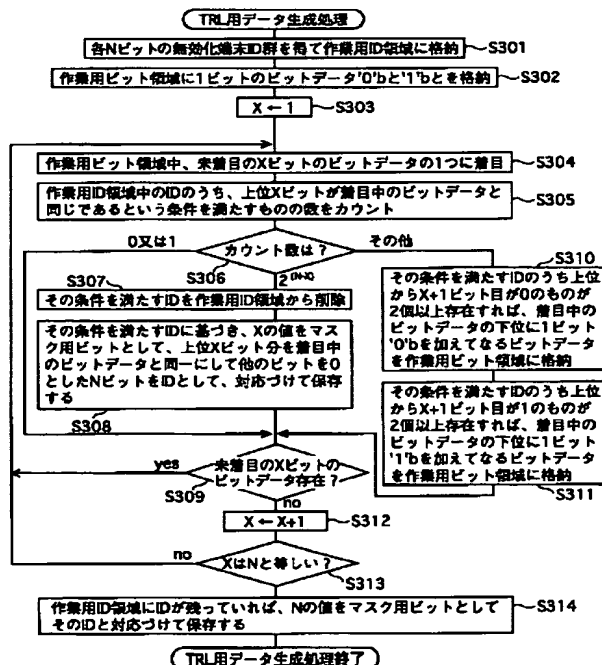 TRL用データ生成処理
各Nビットの無効化端末ID群を得て作業用ID領域に格納
S301
作業用ビット領域に1ビットのビットデータ'0'bと'1'bとを格納
S302
X ← 1
S303
作業用ビット領域中、未着目のXビットのビットデータの1つに着目
S304
作業用ID領域中のIDのうち、上位Xビットが着目中のビットデータと
同じであるという条件を満たすものの数をカウント
S305
カウント数は?
S306
0又は1
2^(N-X)
その他
S307
その条件を満たすIDを作業用ID領域から削除
その条件を満たすIDに基づき、Xの値をマ
スク用ビットとして、上位Xビット分を着目中
のビットデータと同一にして他のビットを0
としたNビットをIDとして、対応づけて保存
する
S308
S310
その条件を満たすIDのうち上位
からX+1ビット目が0のものが
2個以上存在すれば、着目中の
ビットデータの下位に1ビット
'0'bを加えてなるビットデータ
を作業用ビット領域に格納
その条件を満たすIDのうち上位
からX+1ビット目が1のものが
2個以上存在すれば、着目中の
ビットデータの下位に1ビット
'1'bを加えてなるビットデータ
を作業用ビット領域に格納
S311
yes
未着目のXビットの
ビットデータ存在?
S309
no
X ← X+1
S312
no
XはNと等しい?
S313
作業用ID領域にIDが残っていれば、Nの値をマスク用ビットとして
そのIDと対応づけて保存する
S314
TRL用データ生成処理終了